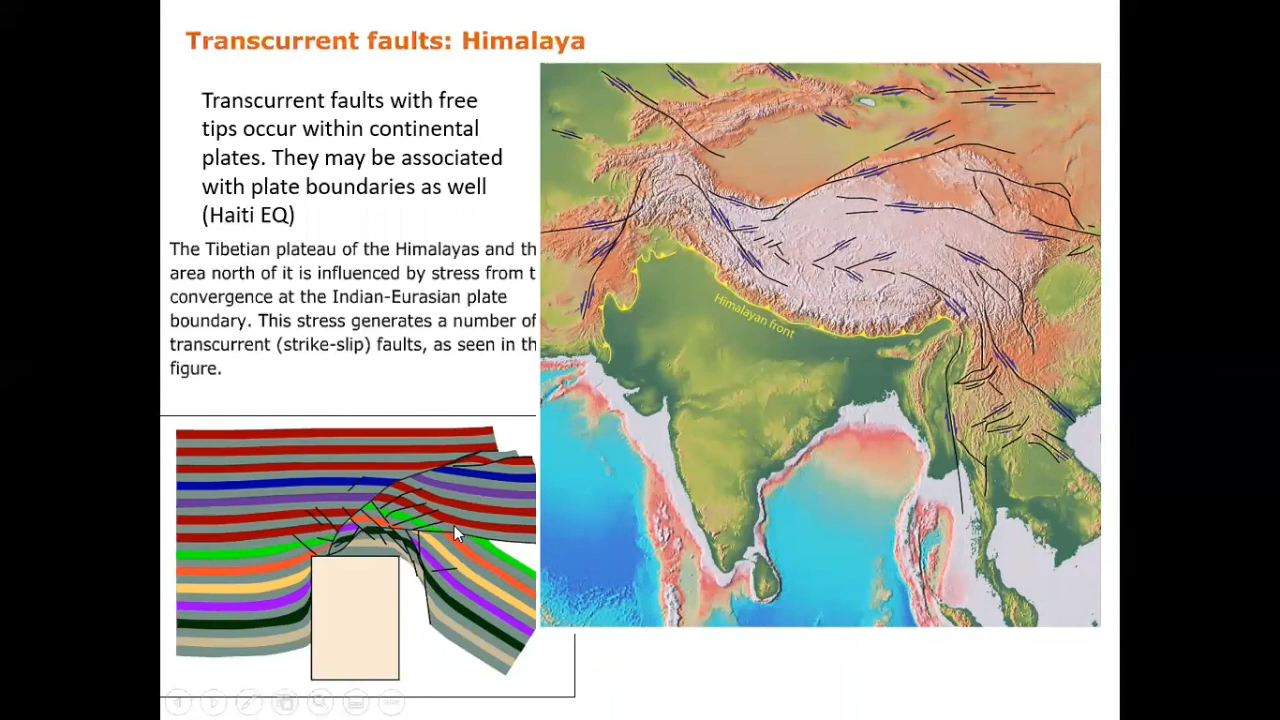 Transcurrent faults: Himalaya
Transcurrent faults with free
tips occur within continental
plates. They may be associated
with plate boundaries as well
(Haiti EQ)
The Tibetian plateau of the Himalayas and th
area north of it is influenced by stress from t
convergence at the Indian-Eurasian plate
boundary. This stress generates a number of
transcurrent (strike-slip) faults, as seen in th
figure.
Himalayan front